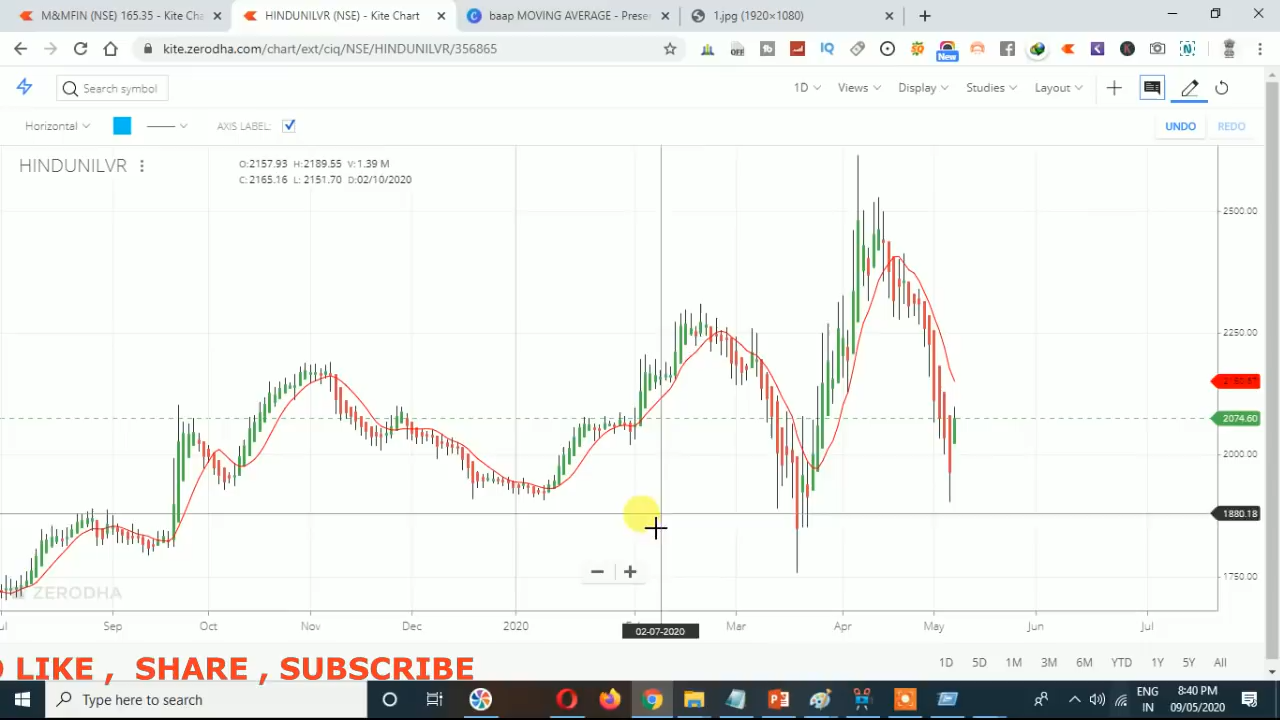 M&MFIN (NSE) 165.35 - Kite Cha
HINDUNILVR (NSE) - Kite Chart
baap MOVING AVERAGE - Prese
1.jpg (1920×1080)
kite.zerodha.com/chart/ext/ciq/NSE/HINDUNILVR/356865
OFF
IQ
New
Search symbol
1D
Views
Display
Studies
Layout
Horizontal
AXIS LABEL:
UNDO
REDO
HINDUNILVR
O:2157.93 H:2189.55 V:1.39 M
C:2165.16 L: 2151.70 D:02/10/2020
2500.00
2250.00
2074.60
2000.00
1880.18
1750.00
ZERODHA
Sep
Oct
Nov
Dec
2020
02-07-2020
Mar
Apr
May
Jun
Jul
LIKE , SHARE , SUBSCRIBE
1D 5D 1M 3M 6M YTD 1Y 5Y All
Type here to search
ENG
IN
8:40 PM
09/05/2020